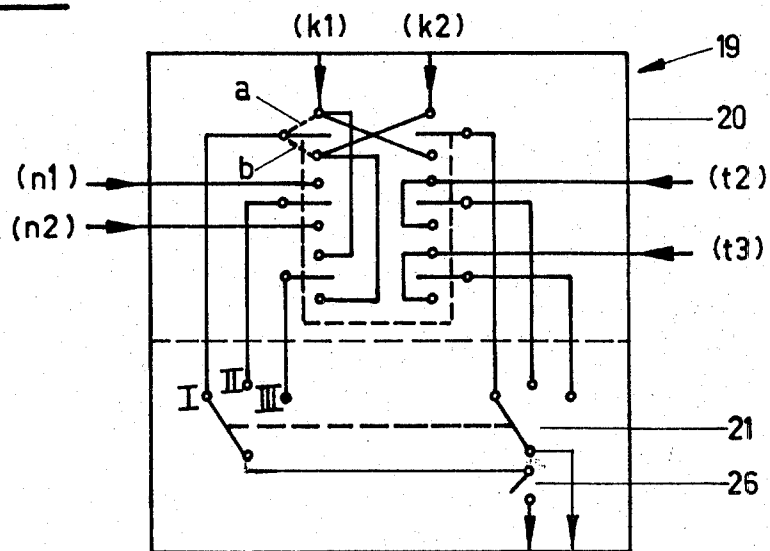 (k1) (k2)
19
a
20
b
(n1)
(t2)
(n2)
(t3)
I II III
21
26